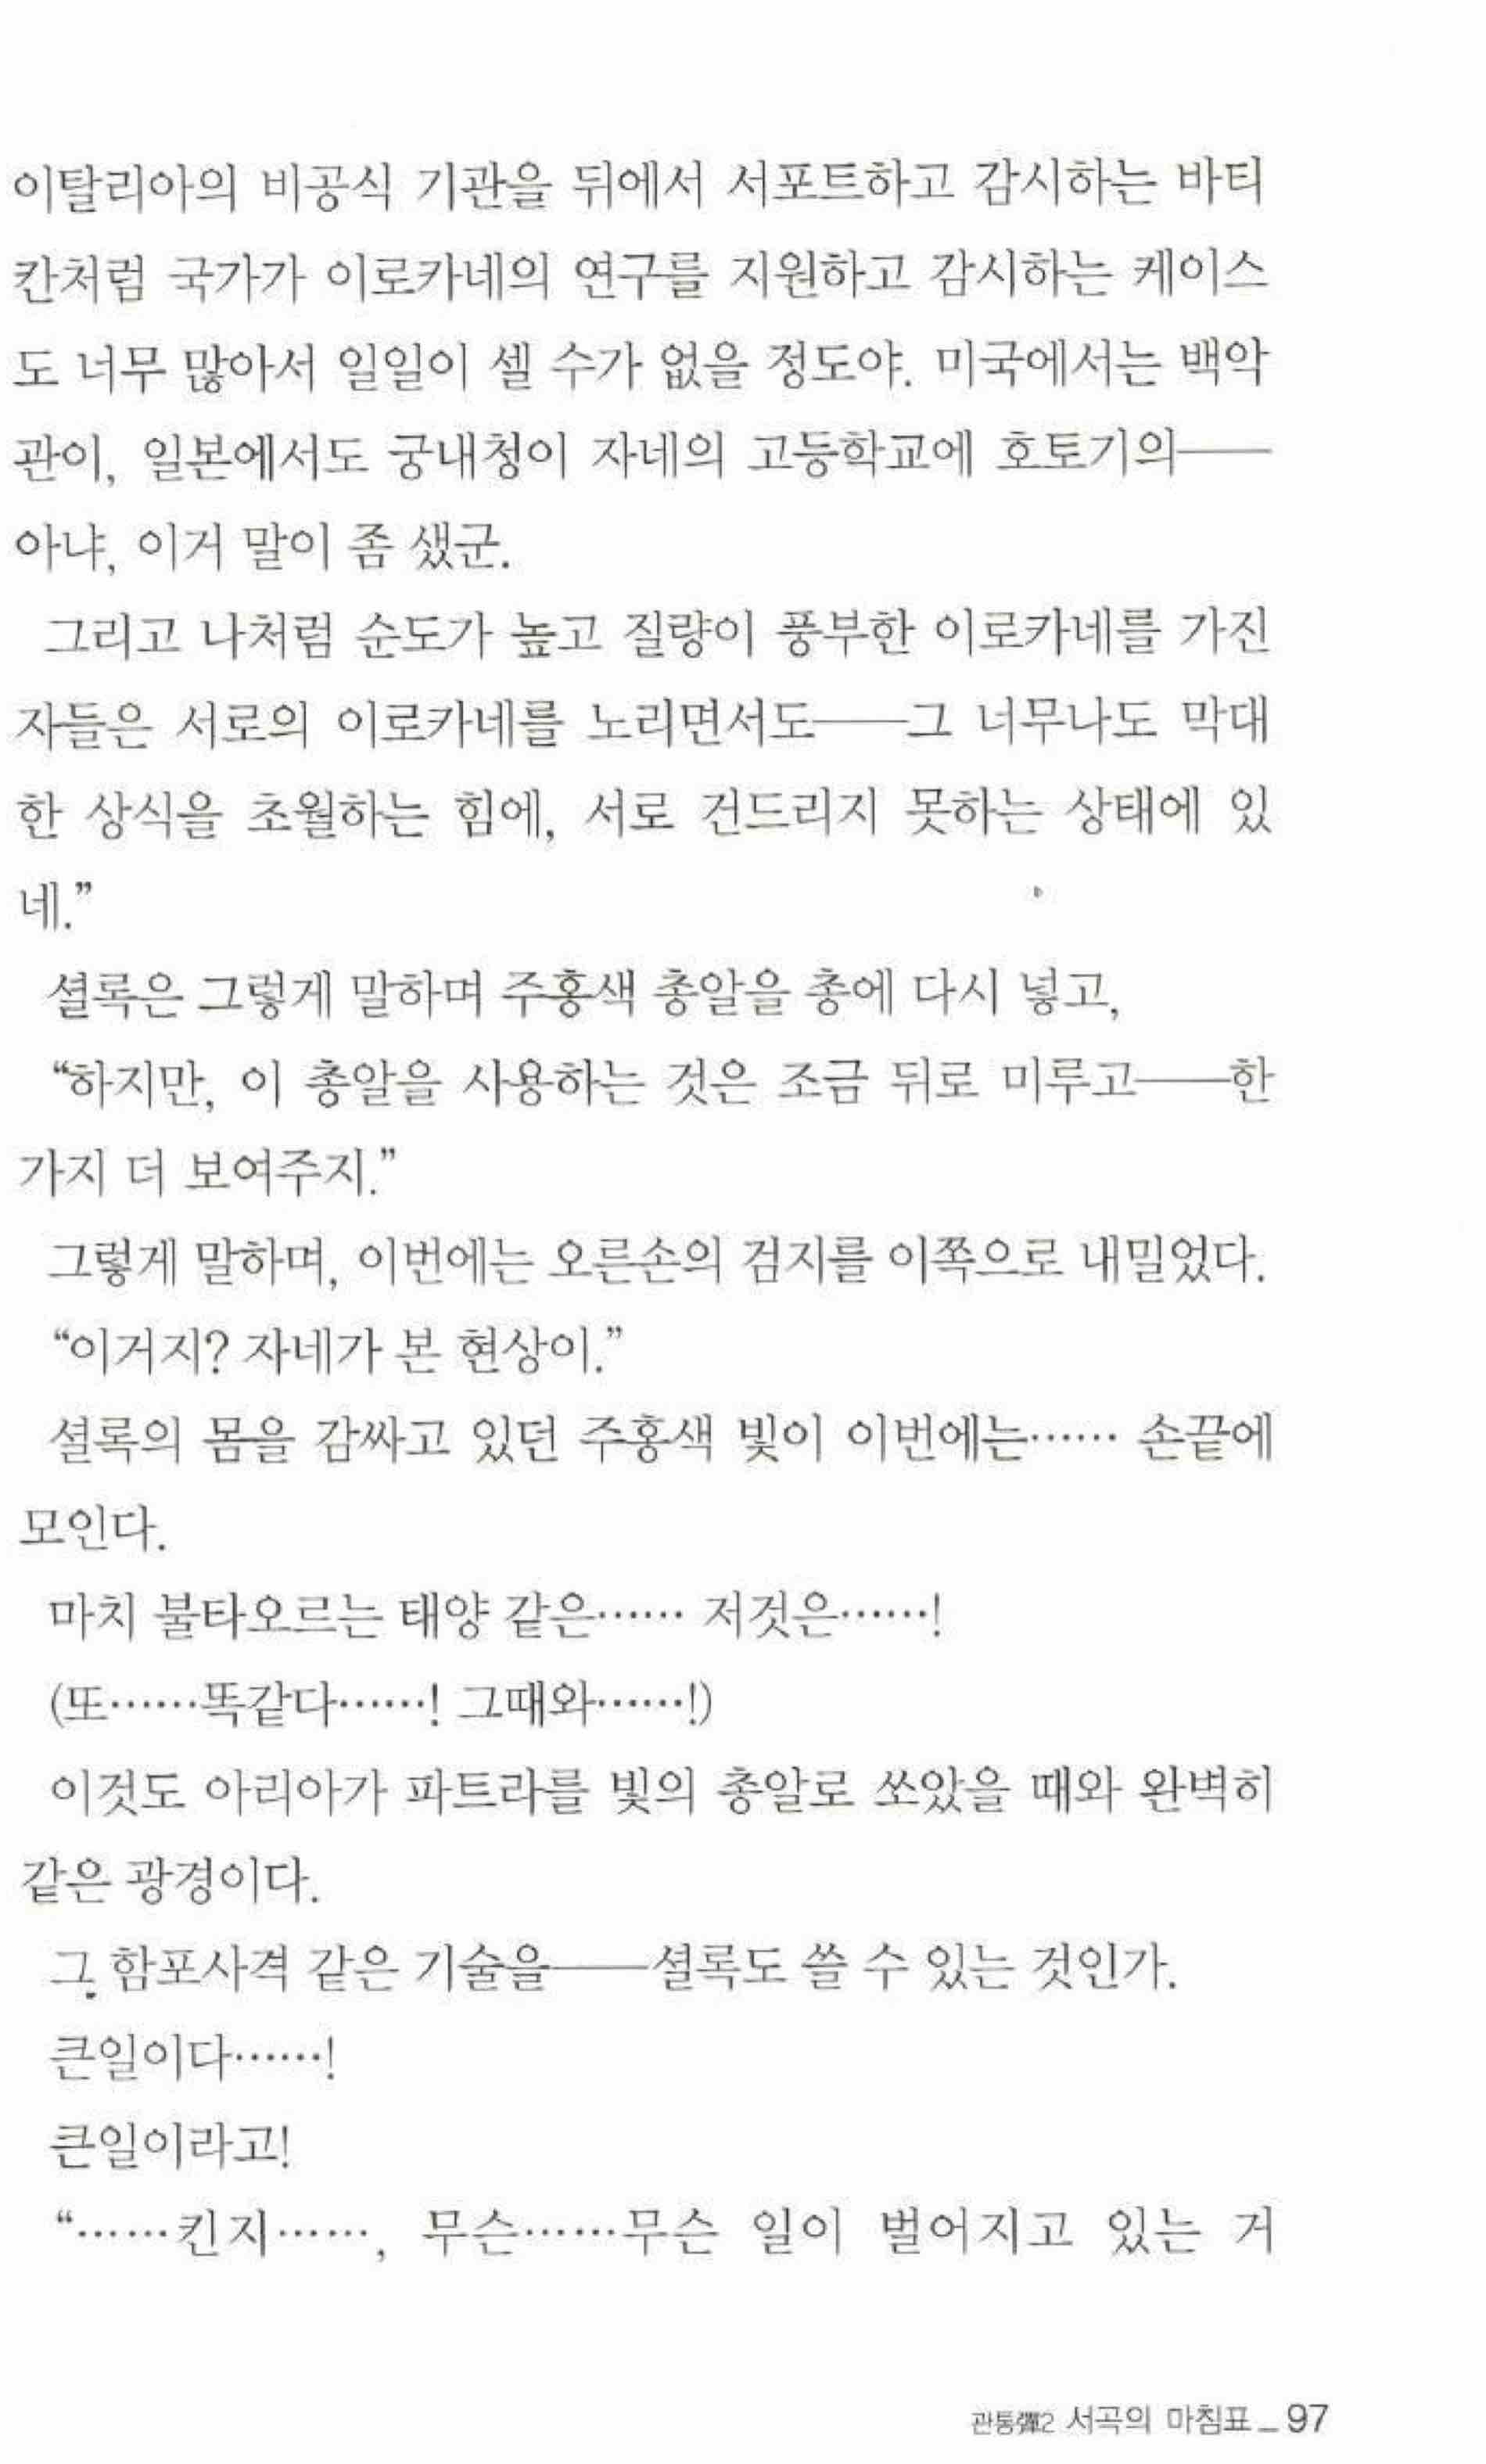 이탈리아의 비공식 기관을 뒤에서 서포트하고 감시하는 바티
칸처럼 국가가 이로카네의 연구를 지원하고 감시하는 케이스
도 너무 많아서 일일이 셀 수가 없을 정도야. 미국에서는 백악
관이, 일본에서도 궁내청이 자네의 고등학교에 호토기의――
아냐, 이거 말이 좀 샜군.
그리고 나처럼 순도가 높고 질량이 풍부한 이로카네를 가진
자들은 서로의 이로카네를 노리면서도――그 너무나도 막대
한 상식을 초월하는 힘에, 서로 건드리지 못하는 상태에 있
네.”
셜록은 그렇게 말하며 주홍색 총알을 총에 다시 넣고,
“하지만, 이 총알을 사용하는 것은 조금 뒤로 미루고――한
가지 더 보여주지.”
그렇게 말하며, 이번에는 오른손의 검지를 이쪽으로 내밀었다.
“이거지? 자네가 본 현상이.”
셜록의 몸을 감싸고 있던 주홍색 빛이 이번에는…… 손끝에
모인다.
마치 불타오르는 태양 같은…… 저것은……!
(또……똑같다……! 그때와……!)
이것도 아리아가 파트라를 빛의 총알로 쏘았을 때와 완벽히
같은 광경이다.
그 함포사격 같은 기술을――셜록도 쓸 수 있는 것인가.
큰일이다……!
큰일이라고!
“……킨지……, 무슨……무슨 일이 벌어지고 있는 거
관통彈2 서곡의 마침표 _ 97